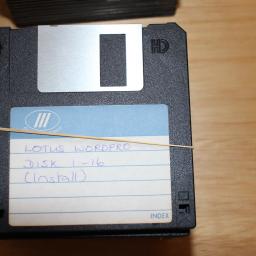 HD
LOTUS WORDPRO
DISK 1-16
(Install)
INDEX